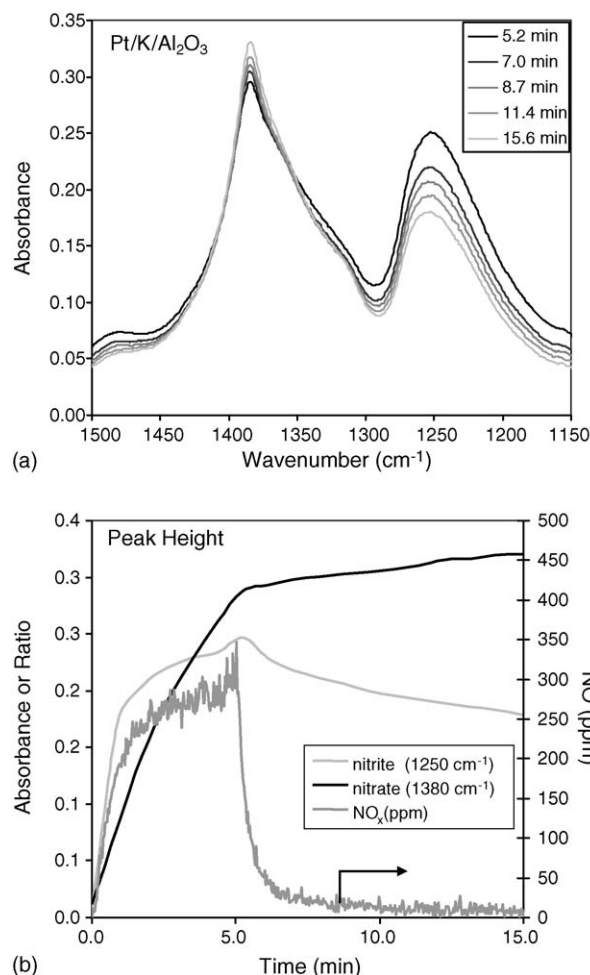 Pt/K/Al₂O₃
5.2 min
7.0 min
8.7 min
11.4 min
15.6 min
0.35
0.30
0.25
0.20
0.15
0.10
0.05
0.00
Absorbance
1500 1450 1400 1350 1300 1250 1200 1150
Wavenumber (cm⁻¹)
(a)
Peak Height
0.4
0.3
0.3
0.2
0.2
0.1
0.1
0.0
Absorbance or Ratio
500
450
400
350
300
250
200
150
100
50
0
(ppm)
nitrite (1250 cm⁻¹)
nitrate (1380 cm⁻¹)
NOₓ(ppm)
0.0 5.0 10.0 15.0
Time (min)
(b)